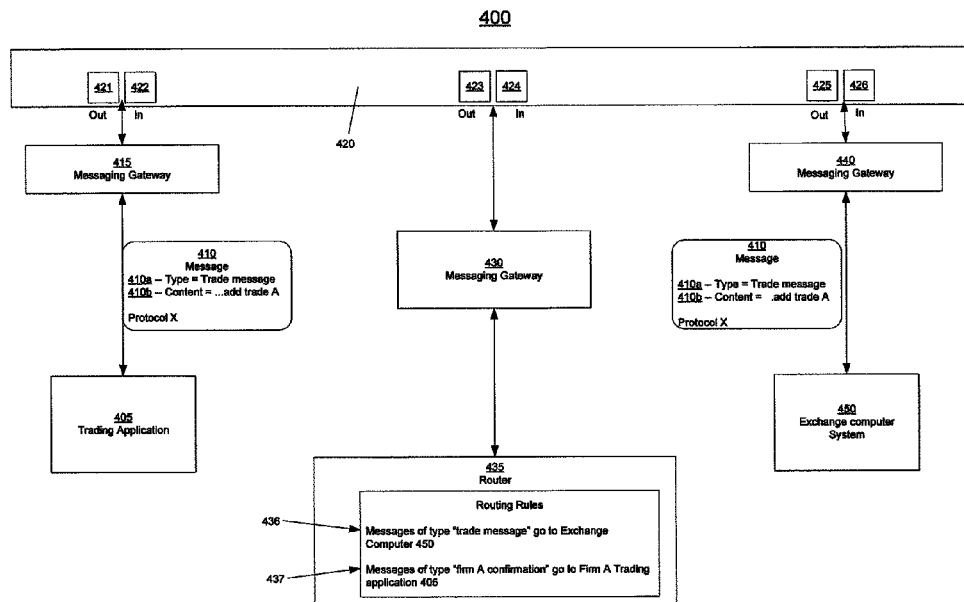 400
421 422
Out In
423 424
Out In
425 426
Out In
420
415
Messaging Gateway
440
Messaging Gateway
410
Message
410a – Type = Trade message
410b – Content = ...add trade A
Protocol X
430
Messaging Gateway
410
Message
410a – Type = Trade message
410b – Content = .add trade A
Protocol X
405
Trading Application
450
Exchange computer
System
435
Router
Routing Rules
436
Messages of type "trade message" go to Exchange
Computer 450
437
Messages of type "firm A confirmation" go to Firm A Trading
application 405